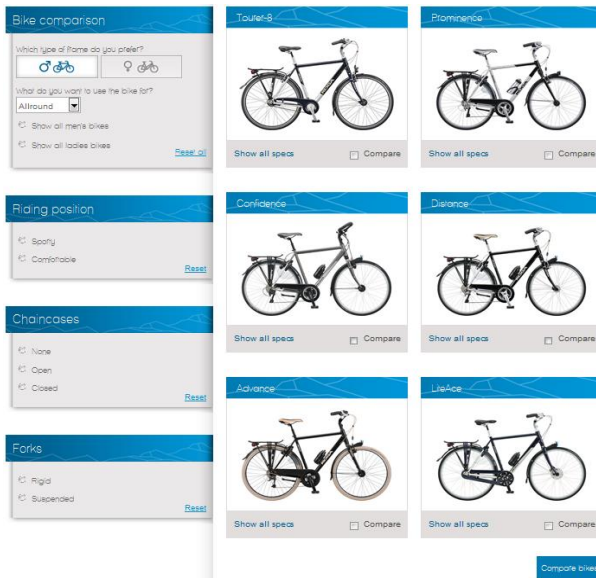 Bike comparison
Which type of frame do you prefer?
What do you want to use the bike for?
Allround
Show all men's bikes
Show all ladies bikes
Reset all
Riding position
Sporty
Comfortable
Reset
Chaincases
None
Open
Closed
Reset
Forks
Rigid
Suspended
Reset
Tourer-3
Show all specs
Compare
Prominence
Show all specs
Compare
Confidence
Show all specs
Compare
Distance
Show all specs
Compare
Advance
Show all specs
Compare
LiteAce
Show all specs
Compare
Compare bikes